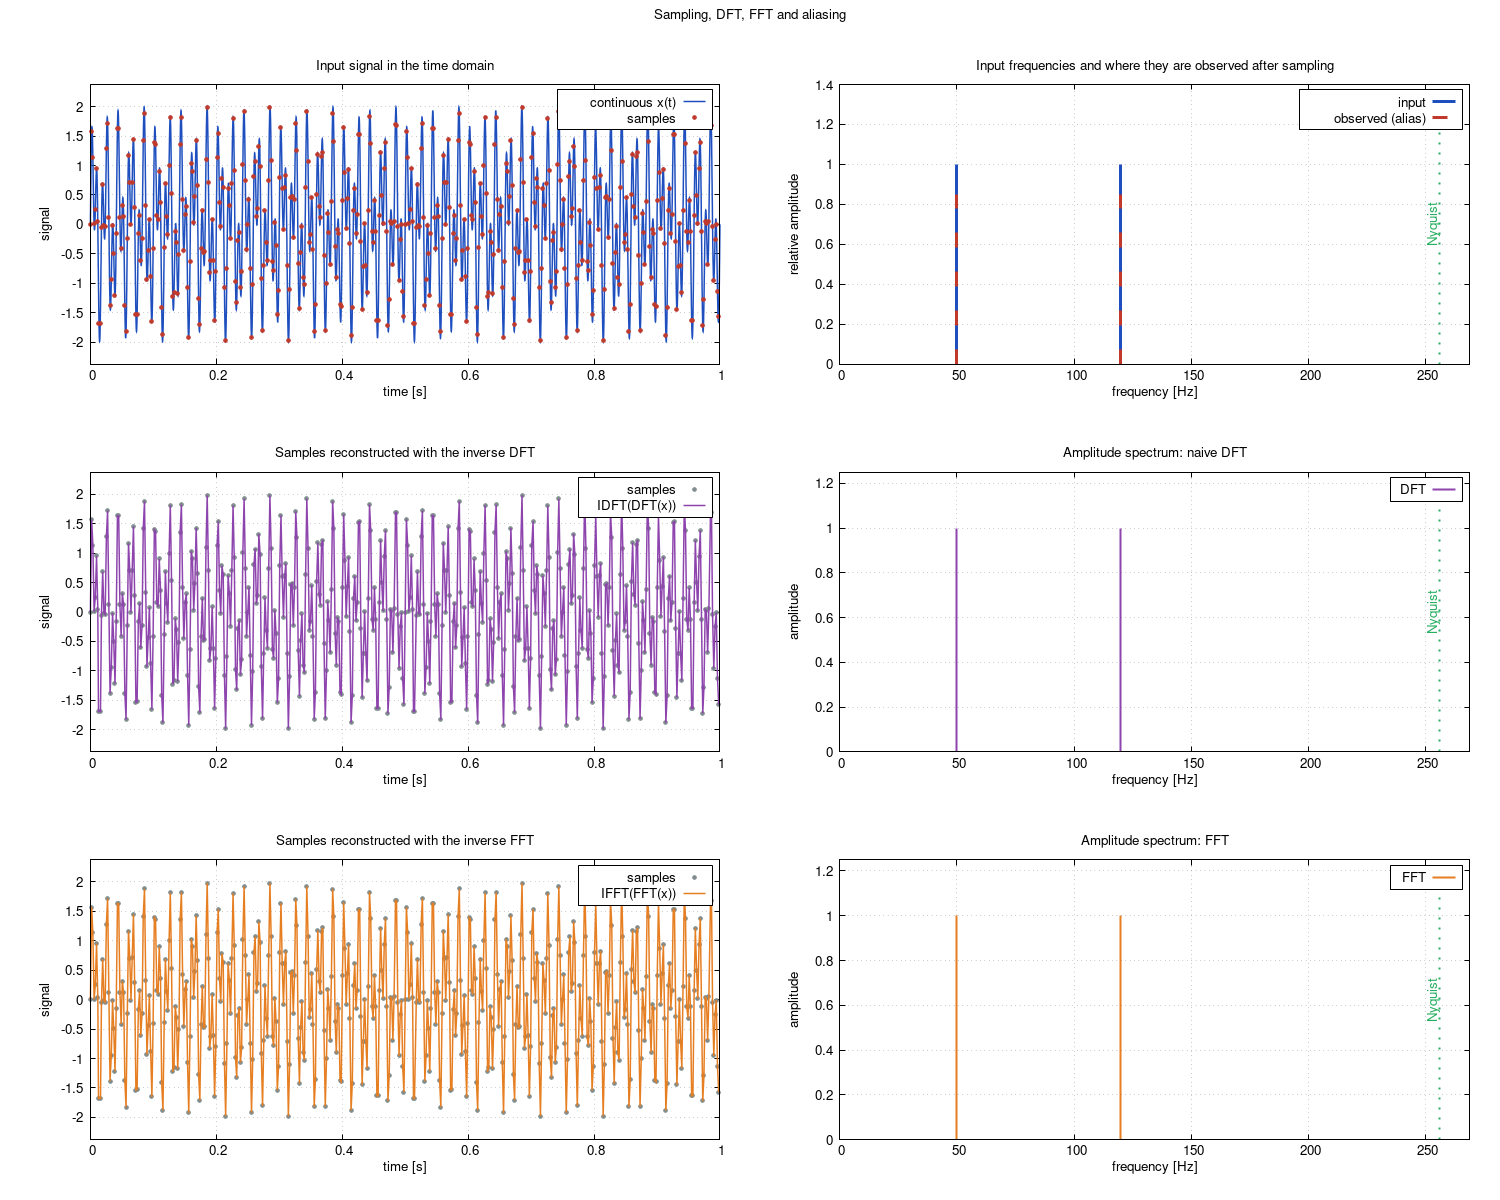 Sampling, DFT, FFT and aliasing
Input signal in the time domain
continuous x(t)
samples
signal
2
1.5
1
0.5
0
-0.5
-1
-1.5
-2
0 0.2 0.4 0.6 0.8 1
time [s]
Input frequencies and where they are observed after sampling
input
observed (alias)
Nyquist
relative amplitude
1.4
1.2
1
0.8
0.6
0.4
0.2
0
0 50 100 150 200 250
frequency [Hz]
Samples reconstructed with the inverse DFT
samples
IDFT(DFT(x))
signal
2
1.5
1
0.5
0
-0.5
-1
-1.5
-2
0 0.2 0.4 0.6 0.8 1
time [s]
Amplitude spectrum: naive DFT
DFT
Nyquist
amplitude
1.2
1
0.8
0.6
0.4
0.2
0
0 50 100 150 200 250
frequency [Hz]
Samples reconstructed with the inverse FFT
samples
IFFT(FFT(x))
signal
2
1.5
1
0.5
0
-0.5
-1
-1.5
-2
0 0.2 0.4 0.6 0.8 1
time [s]
Amplitude spectrum: FFT
FFT
Nyquist
amplitude
1.2
1
0.8
0.6
0.4
0.2
0
0 50 100 150 200 250
frequency [Hz]